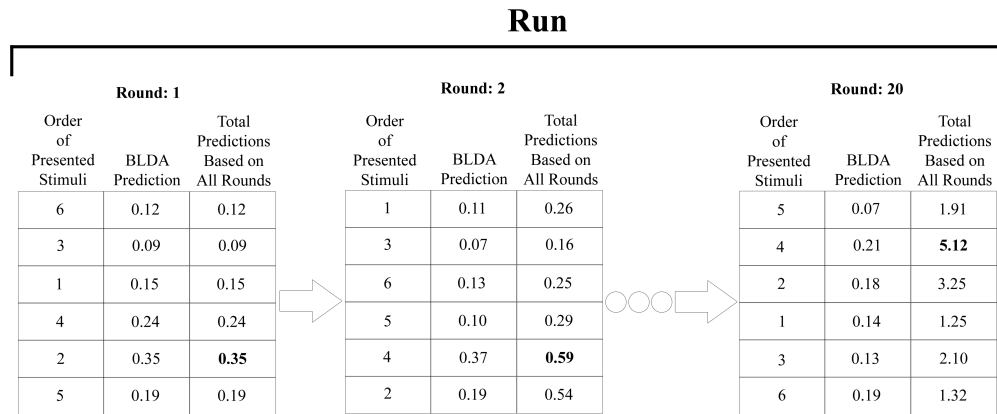 Run
Round: 1
Order
of
Presented
Stimuli
BLDA
Prediction
Total
Predictions
Based on
All Rounds
6 0.12 0.12
3 0.09 0.09
1 0.15 0.15
4 0.24 0.24
2 0.35 0.35
5 0.19 0.19
Round: 2
Order
of
Presented
Stimuli
BLDA
Prediction
Total
Predictions
Based on
All Rounds
1 0.11 0.26
3 0.07 0.16
6 0.13 0.25
5 0.10 0.29
4 0.37 0.59
2 0.19 0.54
Round: 20
Order
of
Presented
Stimuli
BLDA
Prediction
Total
Predictions
Based on
All Rounds
5 0.07 1.91
4 0.21 5.12
2 0.18 3.25
1 0.14 1.25
3 0.13 2.10
6 0.19 1.32